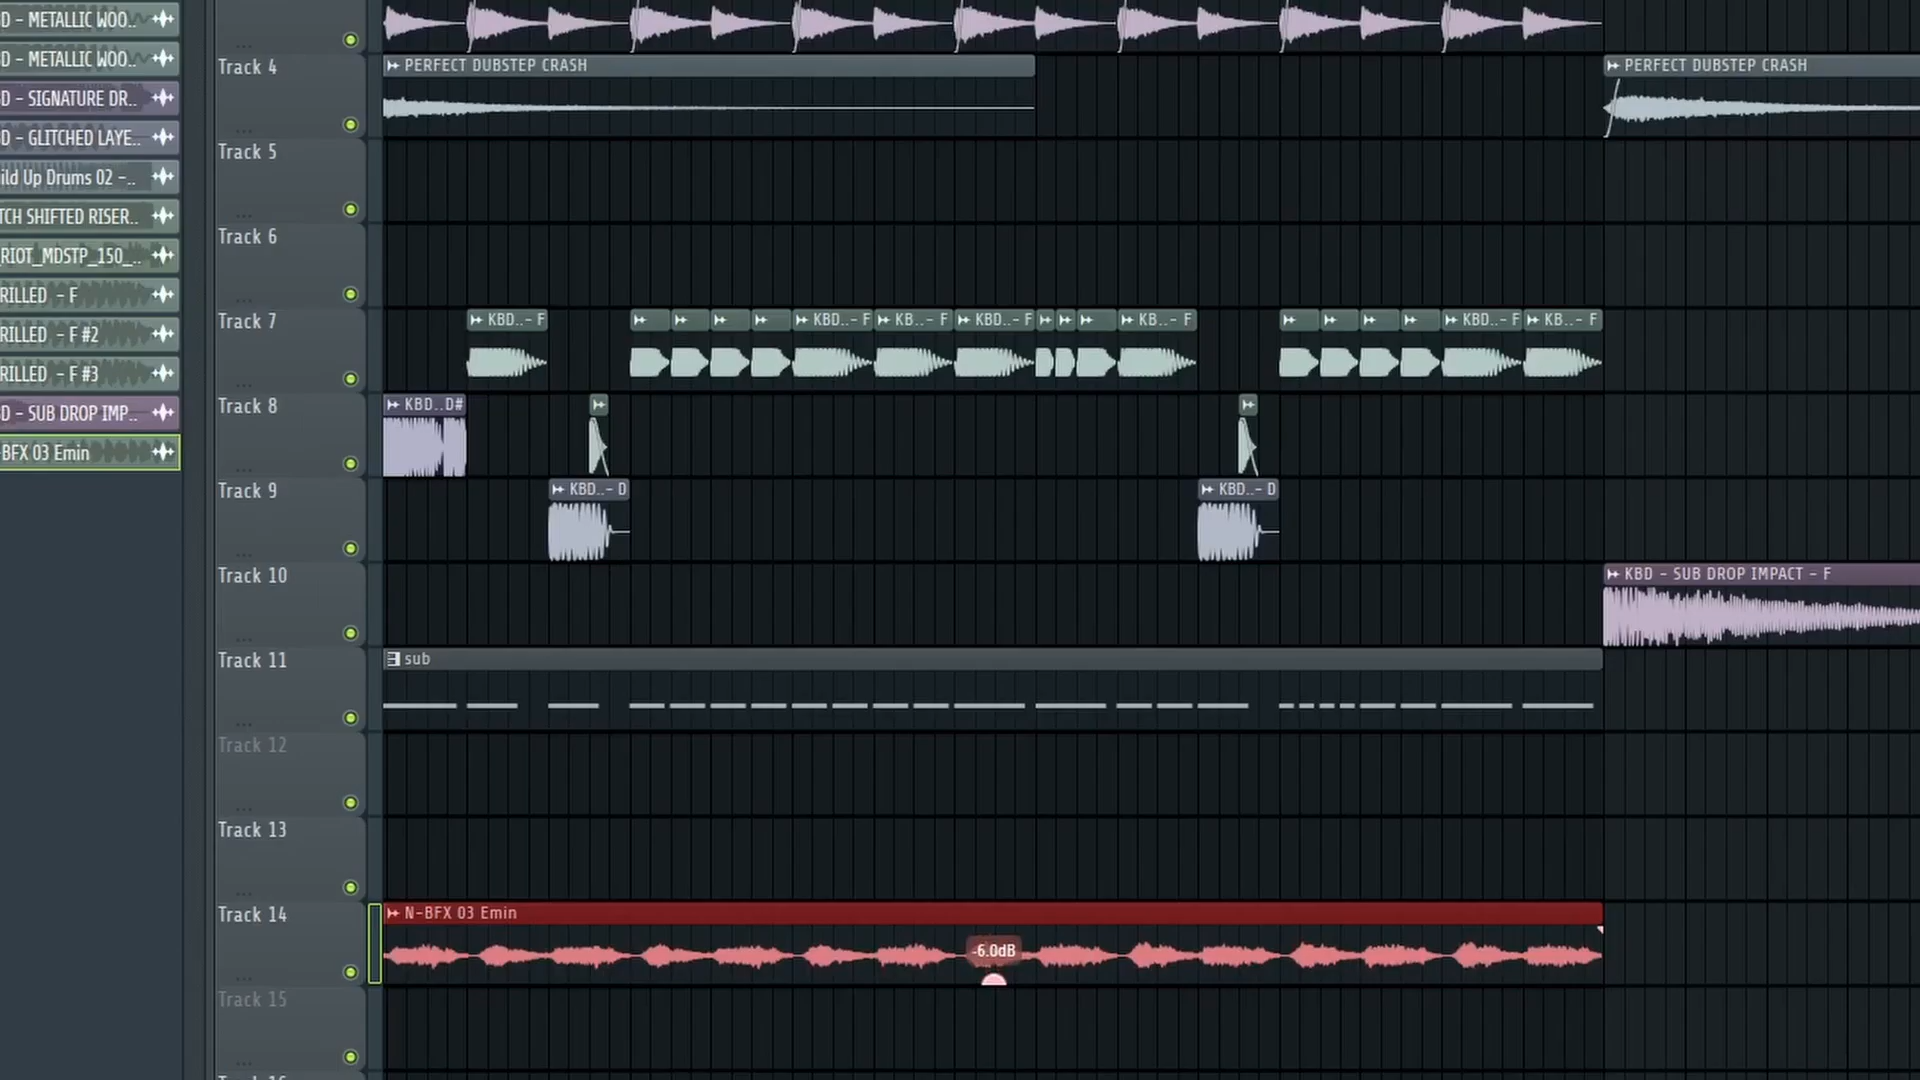 D - METALLIC WOO..
D - METALLIC WOO..
D - SIGNATURE DR..
D - GLITCHED LAYE..
ild Up Drums 02 -..
TCH SHIFTED RISER..
RIOT_MDSTP_150_..
RILLED - F
RILLED - F #2
RILLED - F #3
D - SUB DROP IMP..
-BFX 03 Emin
Track 4
PERFECT DUBSTEP CRASH
PERFECT DUBSTEP CRASH
Track 5
Track 6
Track 7
KBD..- F
KBD..- F
KB..- F
KBD..- F
KB..- F
KBD..- F
KB..- F
Track 8
KBD..D#
Track 9
KBD..- D
KBD..- D
Track 10
KBD - SUB DROP IMPACT - F
Track 11
sub
Track 12
Track 13
Track 14
N-BFX 03 Emin
-6.0dB
Track 15